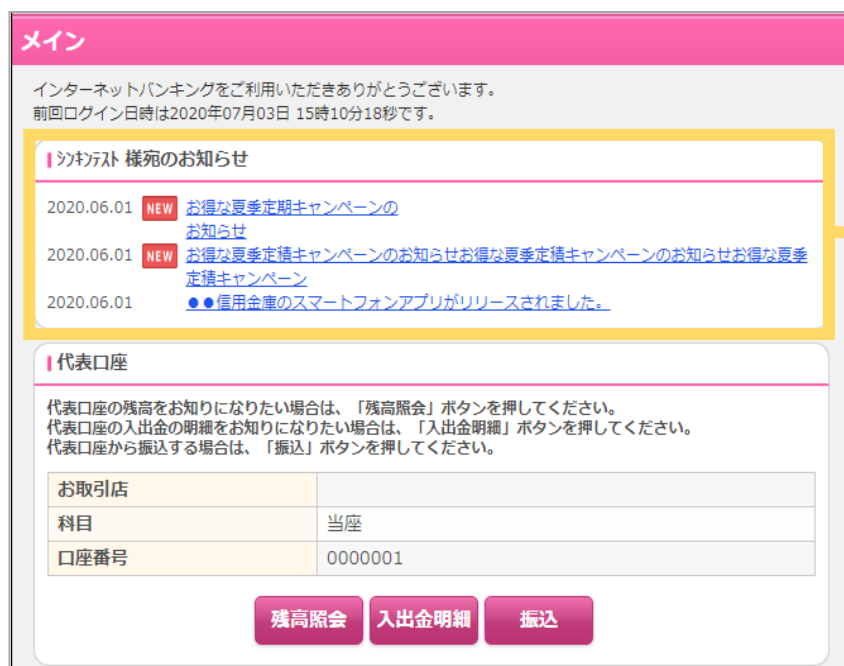 メイン
インターネットバンキングをご利用いただきありがとうございます。
前回ログイン日時は2020年07月03日 15時10分18秒です。
ｼﾝｷﾝﾃｽﾄ 様宛のお知らせ
2020.06.01 NEW お得な夏季定期キャンペーンの
お知らせ
2020.06.01 NEW お得な夏季定積キャンペーンのお知らせお得な夏季定積キャンペーンのお知らせお得な夏季
定積キャンペーン
2020.06.01 ●●信用金庫のスマートフォンアプリがリリースされました。
代表口座
代表口座の残高をお知りになりたい場合は、「残高照会」ボタンを押してください。
代表口座の入出金の明細をお知りになりたい場合は、「入出金明細」ボタンを押してください。
代表口座から振込する場合は、「振込」ボタンを押してください。
お取引店
科目 当座
口座番号 0000001
残高照会 入出金明細 振込